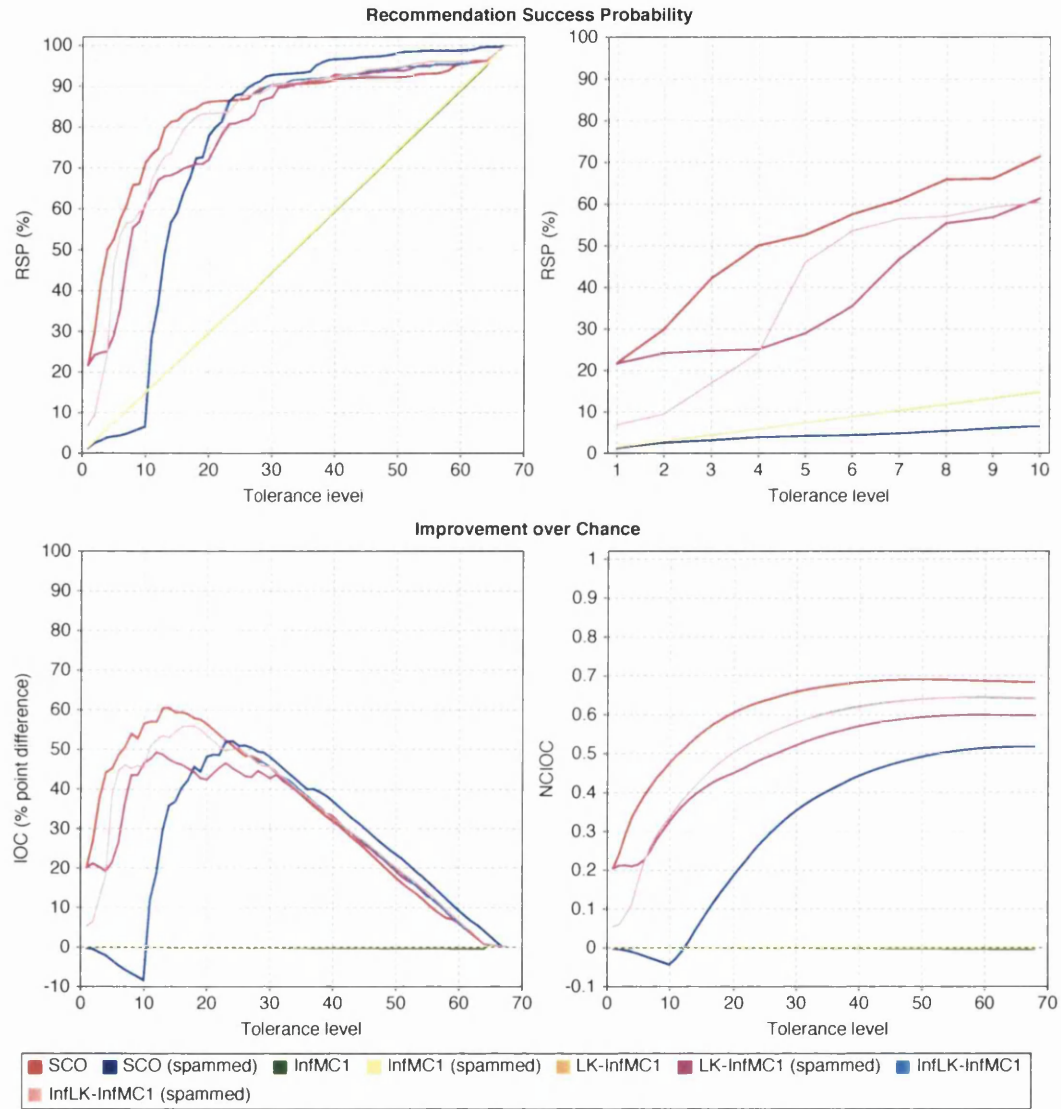 Recommendation Success Probability
100
90
80
70
60
50
40
30
20
10
0
RSP (%)
0 10 20 30 40 50 60 70
Tolerance level
100
90
80
70
60
50
40
30
20
10
0
RSP (%)
1 2 3 4 5 6 7 8 9 10
Tolerance level
Improvement over Chance
100
90
80
70
60
50
40
30
20
10
0
-10
IOC (% point difference)
0 10 20 30 40 50 60 70
Tolerance level
1
0.9
0.8
0.7
0.6
0.5
0.4
0.3
0.2
0.1
0
-0.1
NCIOC
0 10 20 30 40 50 60 70
Tolerance level
SCO SCO (spammed) InfMC1 InfMC1 (spammed) LK-InfMC1 LK-InfMC1 (spammed) InfLK-InfMC1
InfLK-InfMC1 (spammed)